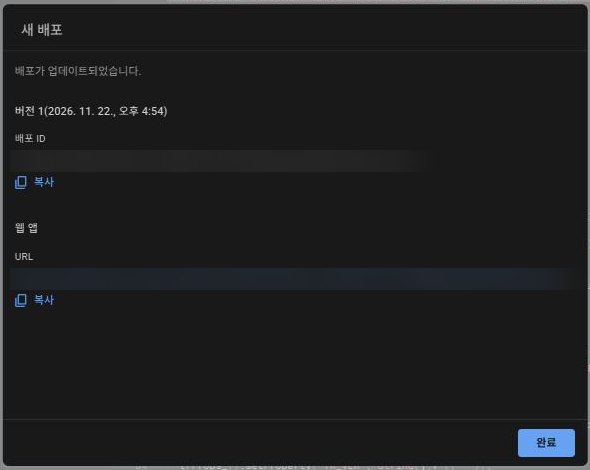 새 배포
배포가 업데이트되었습니다.
버전 1(2026. 11. 22., 오후 4:54)
배포 ID
복사
웹 앱
URL
복사
완료